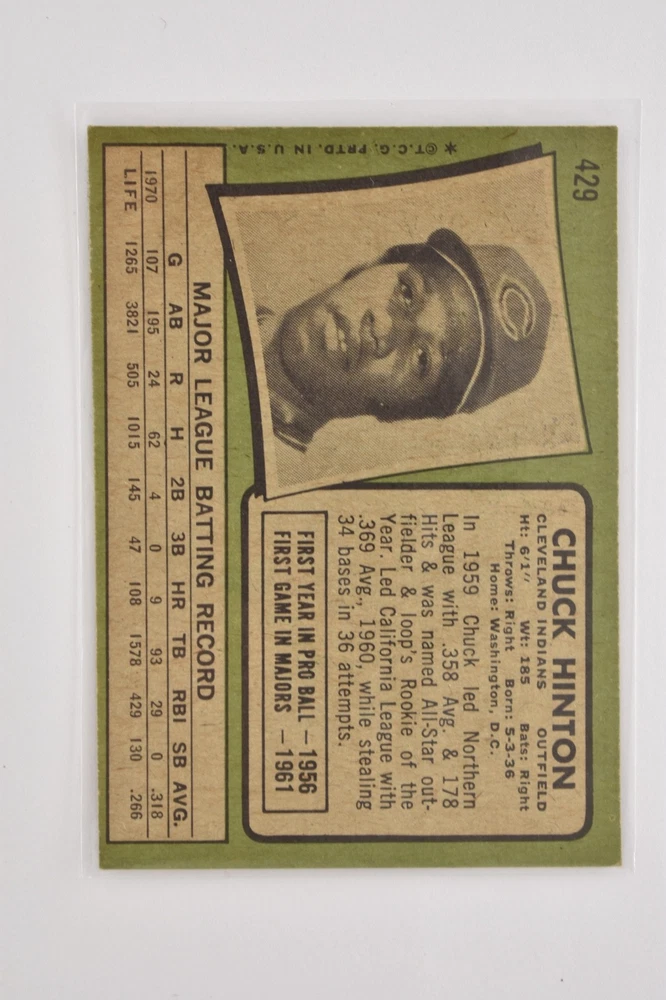 429
CHUCK HINTON
CLEVELAND INDIANS OUTFIELD
Ht: 6'1" Wt: 185 Bats: Right
Throws: Right Born: 5-3-36
Home: Washington, D.C.
In 1959 Chuck led Northern
League with .358 Avg. & 178
Hits & was named All-Star out-
fielder & loop's Rookie of the
Year. Led California League with
.369 Avg., 1960, while stealing
34 bases in 36 attempts.
FIRST YEAR IN PRO BALL — 1956
FIRST GAME IN MAJORS — 1961
C
MAJOR LEAGUE BATTING RECORD
G AB R H 2B 3B HR TB RBI SB AVG.
1970 107 195 24 62 4 0 9 93 29 0 .318
LIFE 1265 3821 505 1015 145 47 108 1578 429 130 .266
*©T.C.G. PRTD. IN U.S.A.